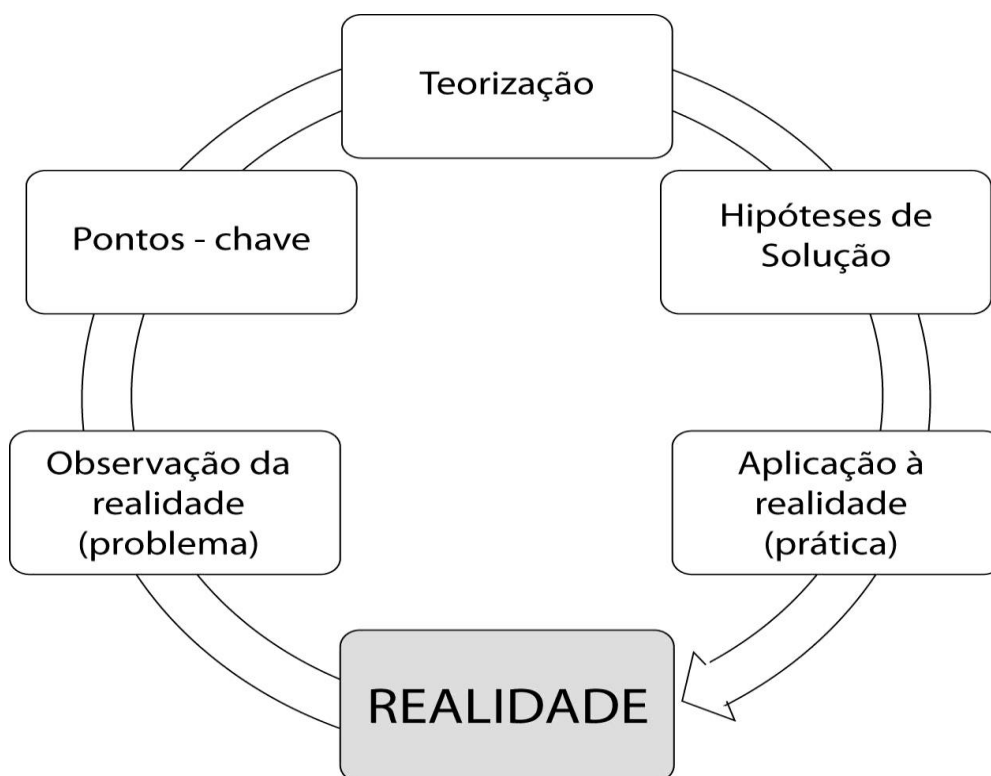 Teorização
Pontos - chave
Hipóteses de
Solução
Observação da
realidade
(problema)
Aplicação à
realidade
(prática)
REALIDADE